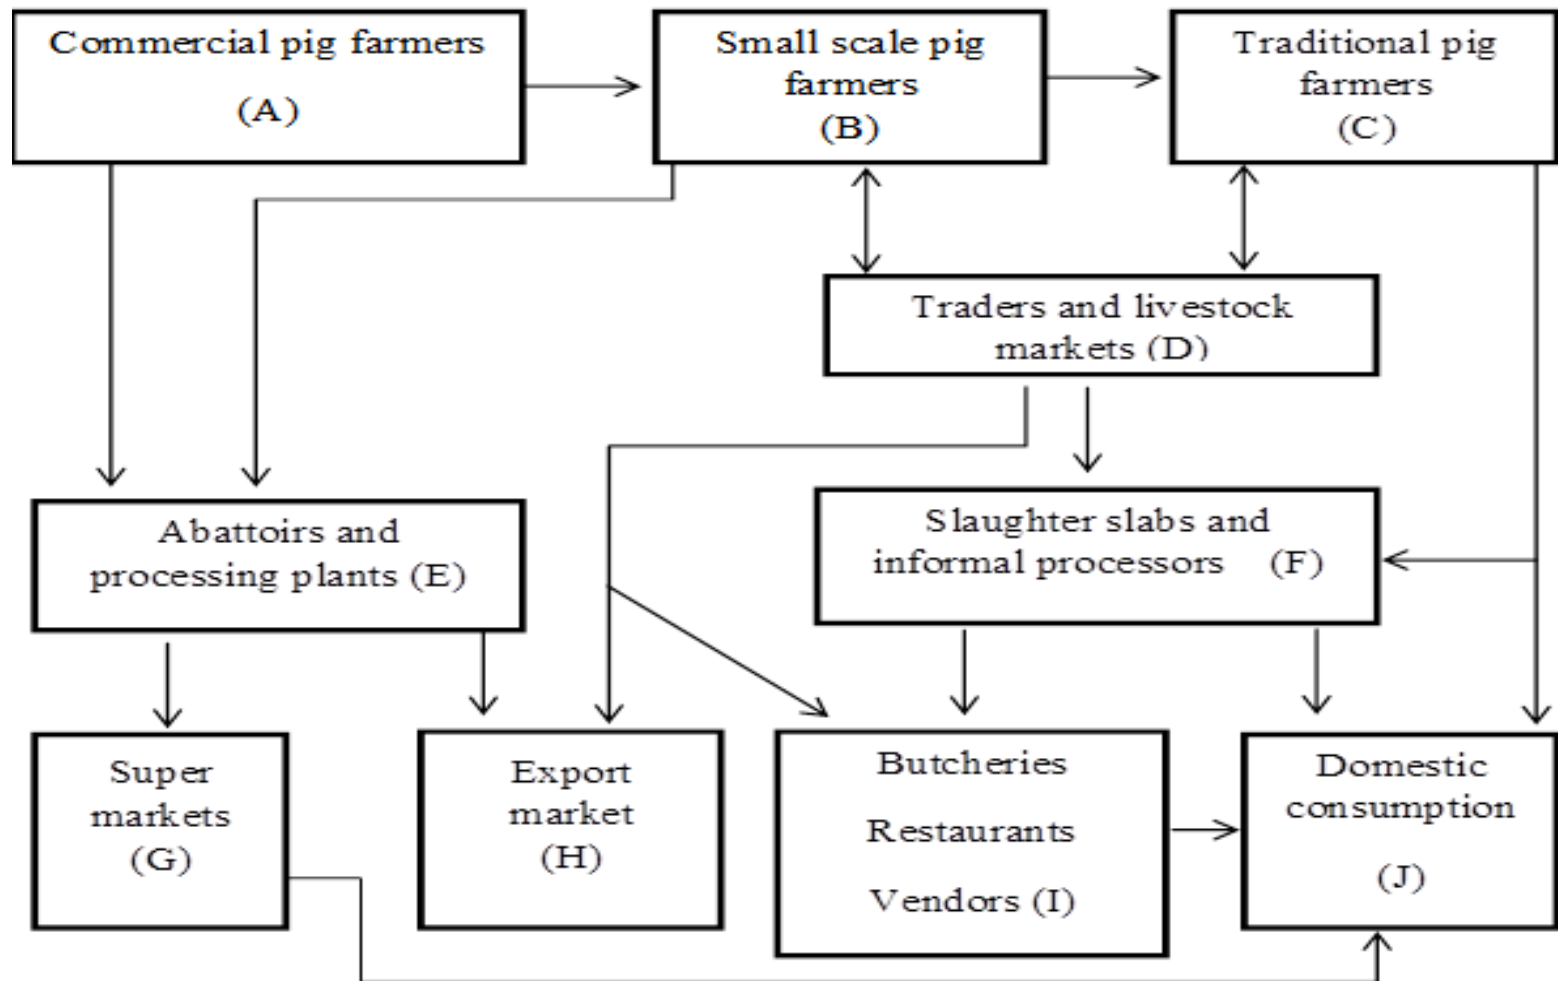 Commercial pig farmers
(A)
Small scale pig
farmers
(B)
Traditional pig
farmers
(C)
Traders and livestock
markets (D)
Abattoirs and
processing plants (E)
Slaughter slabs and
informal processors (F)
Super
markets
(G)
Export
market
(H)
Butcheries
Restaurants
Vendors (I)
Domestic
consumption
(J)